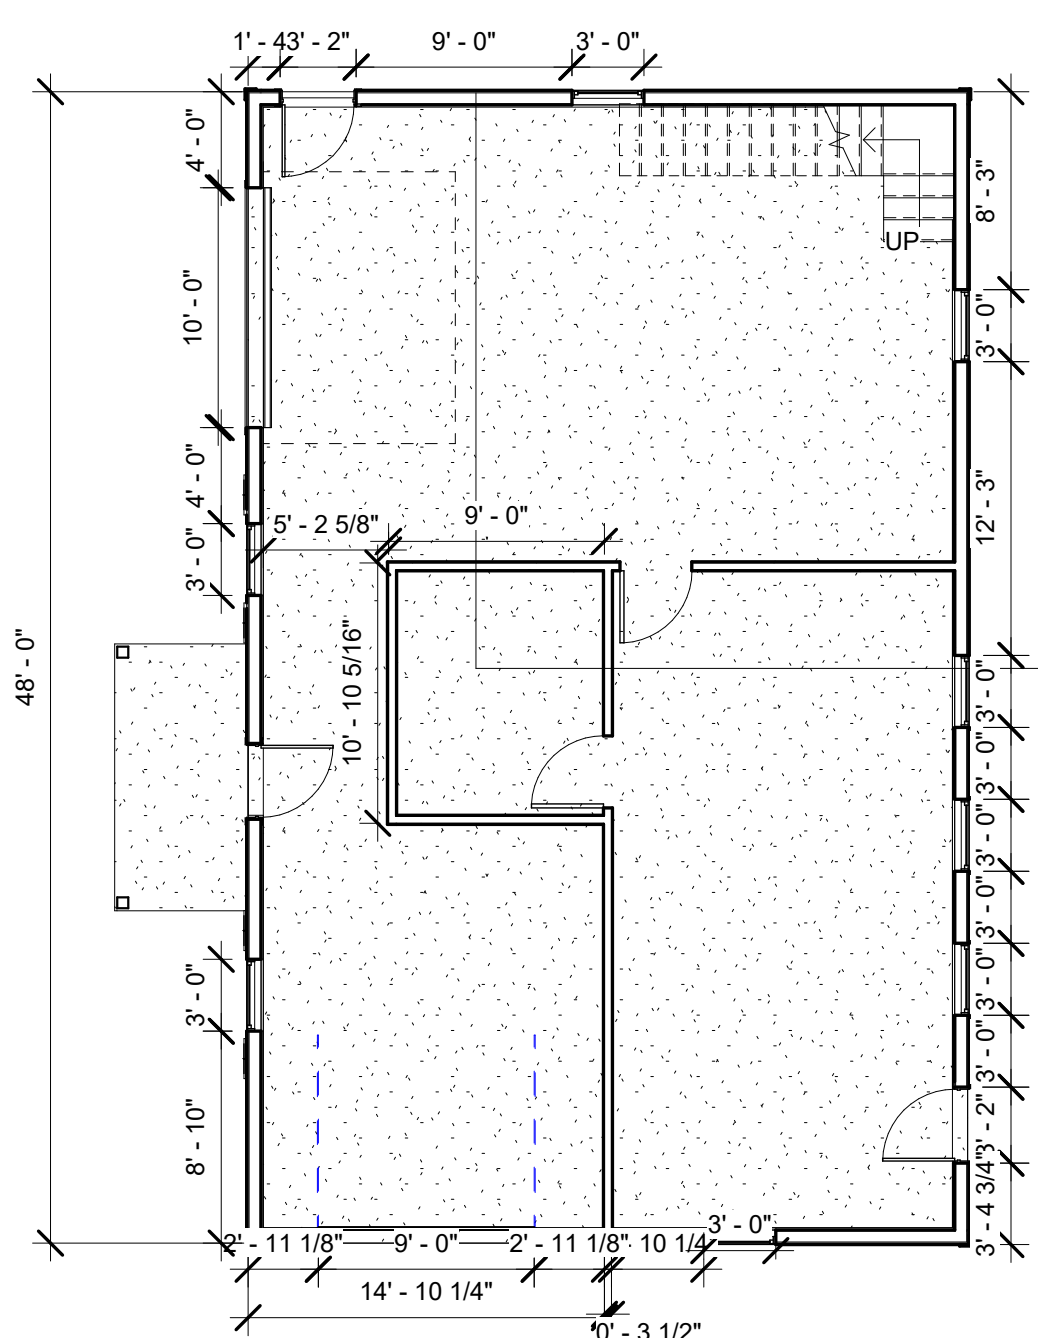 1' - 4 3' - 2" 9' - 0" 3' - 0"
4' - 0"
8' - 3"
UP
10' - 0"
3' - 0"
4' - 0"
12' - 3"
5' - 2 5/8" 9' - 0"
3' - 0"
48' - 0"
10' - 10 5/16"
3' - 0"
3' - 0"
3' - 0"
3' - 0"
3' - 0"
3' - 0"
3' - 0"
8' - 10"
3' - 2"
3' - 4 3/4"
3' - 0"
2' - 11 1/8" 9' - 0" 2' - 11 1/8" 10 1/4
14' - 10 1/4"
0' - 3 1/2"